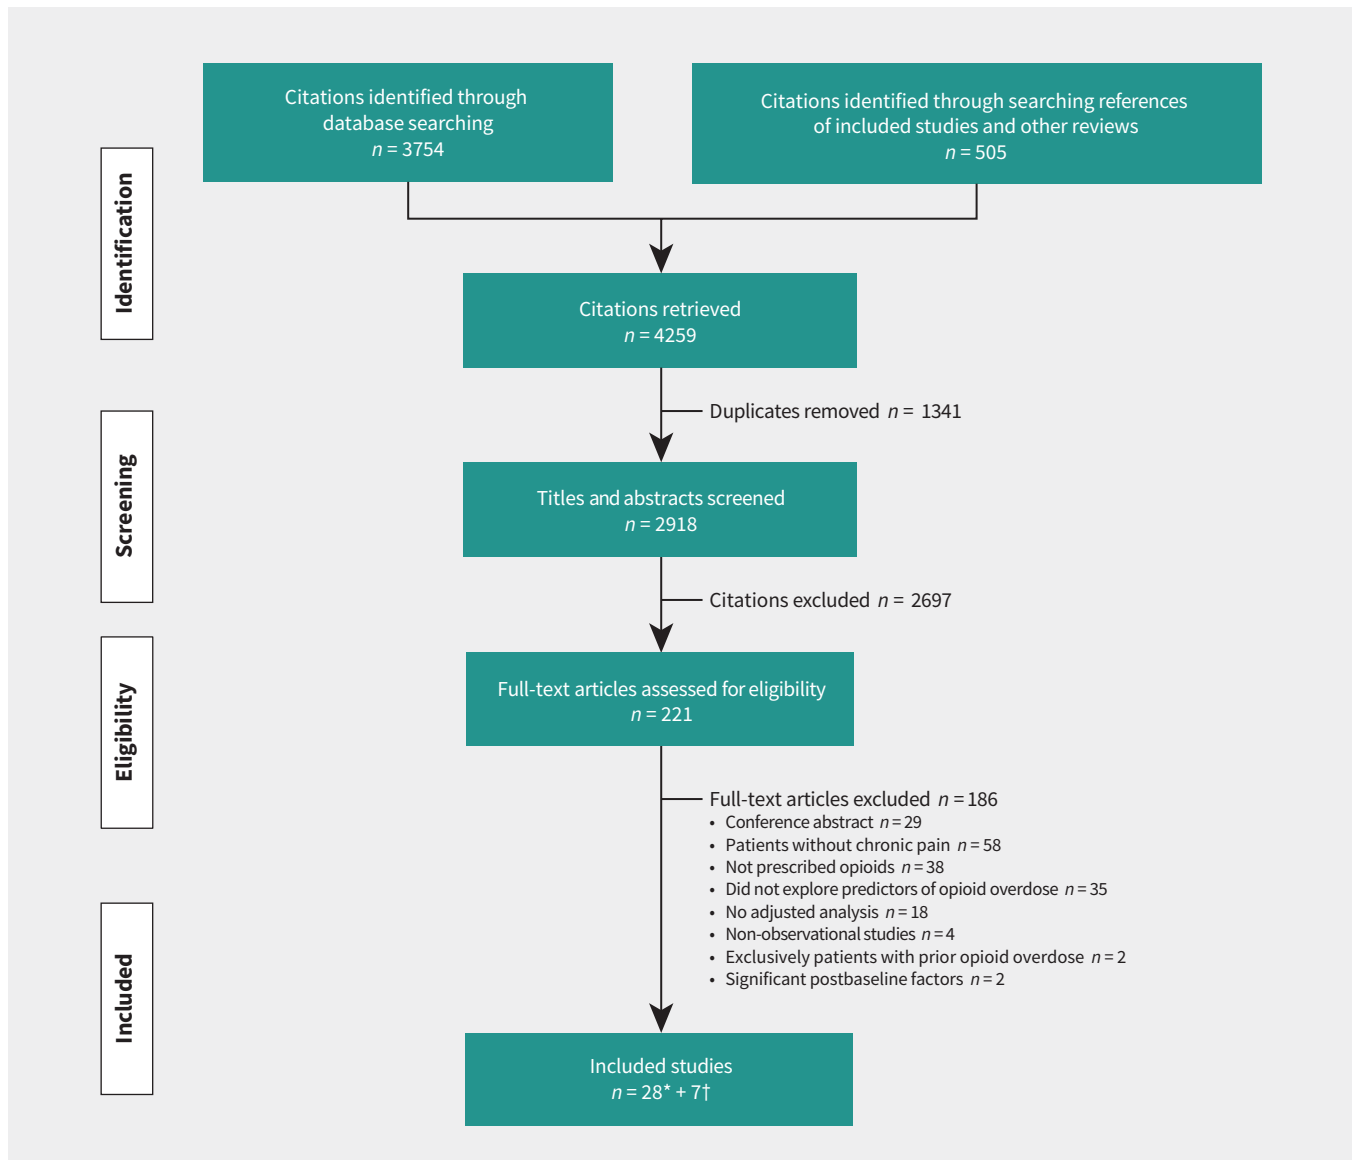 Citations identified through
database searching
n = 3754
Citations identified through searching references
of included studies and other reviews
n = 505
Identification
Citations retrieved
n = 4259
Duplicates removed n = 1341
Screening
Titles and abstracts screened
n = 2918
Citations excluded n = 2697
Eligibility
Full-text articles assessed for eligibility
n = 221
Full-text articles excluded n = 186
• Conference abstract n = 29
• Patients without chronic pain n = 58
• Not prescribed opioids n = 38
• Did not explore predictors of opioid overdose n = 35
• No adjusted analysis n = 18
• Non-observational studies n = 4
• Exclusively patients with prior opioid overdose n = 2
• Significant postbaseline factors n = 2
Included
Included studies
n = 28* + 7†